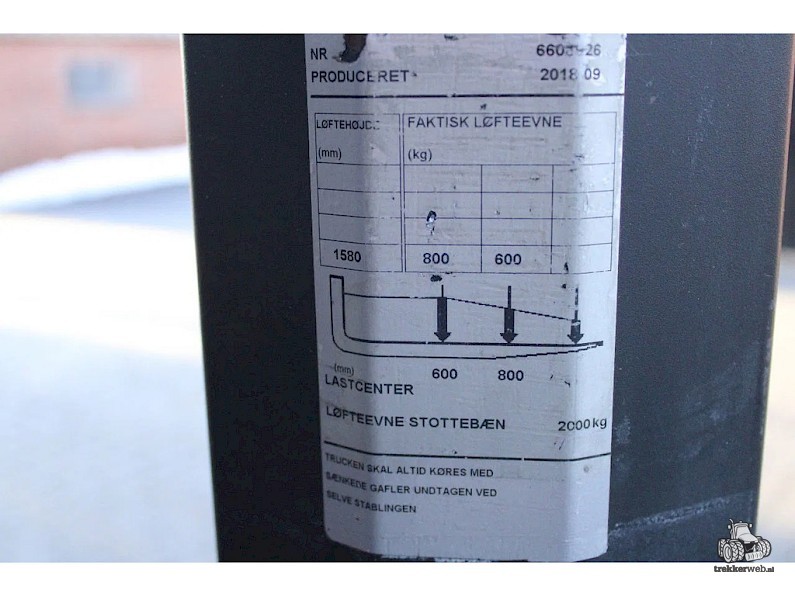 NR
PRODUCERET 2018 09
LØFTEHØJDE FAKTISK LØFTEEVNE
(mm) (kg)
1580 800 600
(mm) 600 800
LASTCENTER
LØFTEEVNE STOTTEBÆN 2000 kg
TRUCKEN SKAL ALTID KØRES MED
SÆNKEDE GAFLER UNDTAGEN VED
SELVE STABLINGEN
trekkerweb.nl